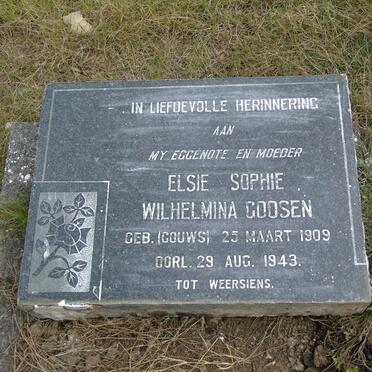 IN LIEFDEVOLLE HERINNERING
AAN
MY EGGENOTE EN MOEDER
ELSIE SOPHIE
WILHELMINA GOOSEN
GEB. (GOUWS) 25 MAART 1909
OORL. 29 AUG. 1943.
TOT WEERSIENS.